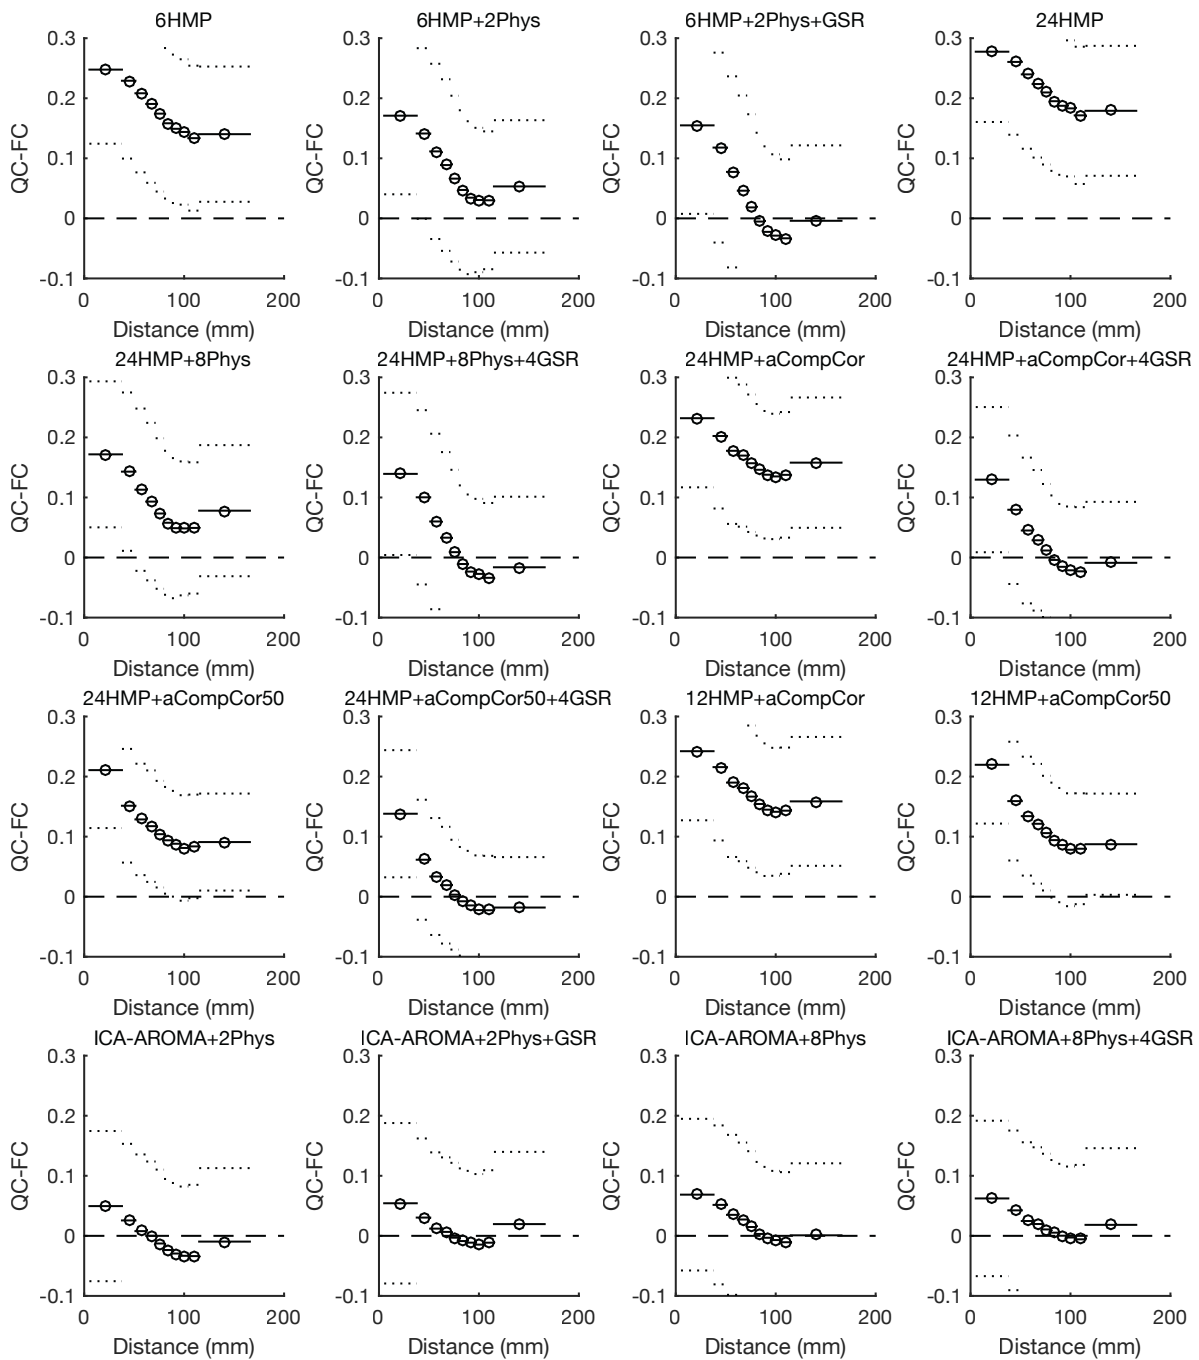 6HMP 6HMP+2Phys 6HMP+2Phys+GSR 24HMP
0.3 0.3 0.3 0.3
0.2 0.2 0.2 0.2
QC-FC QC-FC QC-FC QC-FC
0.1 0.1 0.1 0.1
0 0 0 0
-0.1 -0.1 -0.1 -0.1
0 100 200 0 100 200 0 100 200 0 100 200
Distance (mm) Distance (mm) Distance (mm) Distance (mm)
24HMP+8Phys 24HMP+8Phys+4GSR 24HMP+aCompCor 24HMP+aCompCor+4GSR
0.3 0.3 0.3 0.3
0.2 0.2 0.2 0.2
QC-FC QC-FC QC-FC QC-FC
0.1 0.1 0.1 0.1
0 0 0 0
-0.1 -0.1 -0.1 -0.1
0 100 200 0 100 200 0 100 200 0 100 200
Distance (mm) Distance (mm) Distance (mm) Distance (mm)
24HMP+aCompCor50 24HMP+aCompCor50+4GSR 12HMP+aCompCor 12HMP+aCompCor50
0.3 0.3 0.3 0.3
0.2 0.2 0.2 0.2
QC-FC QC-FC QC-FC QC-FC
0.1 0.1 0.1 0.1
0 0 0 0
-0.1 -0.1 -0.1 -0.1
0 100 200 0 100 200 0 100 200 0 100 200
Distance (mm) Distance (mm) Distance (mm) Distance (mm)
ICA-AROMA+2Phys ICA-AROMA+2Phys+GSR ICA-AROMA+8Phys ICA-AROMA+8Phys+4GSR
0.3 0.3 0.3 0.3
0.2 0.2 0.2 0.2
QC-FC QC-FC QC-FC QC-FC
0.1 0.1 0.1 0.1
0 0 0 0
-0.1 -0.1 -0.1 -0.1
0 100 200 0 100 200 0 100 200 0 100 200
Distance (mm) Distance (mm) Distance (mm) Distance (mm)